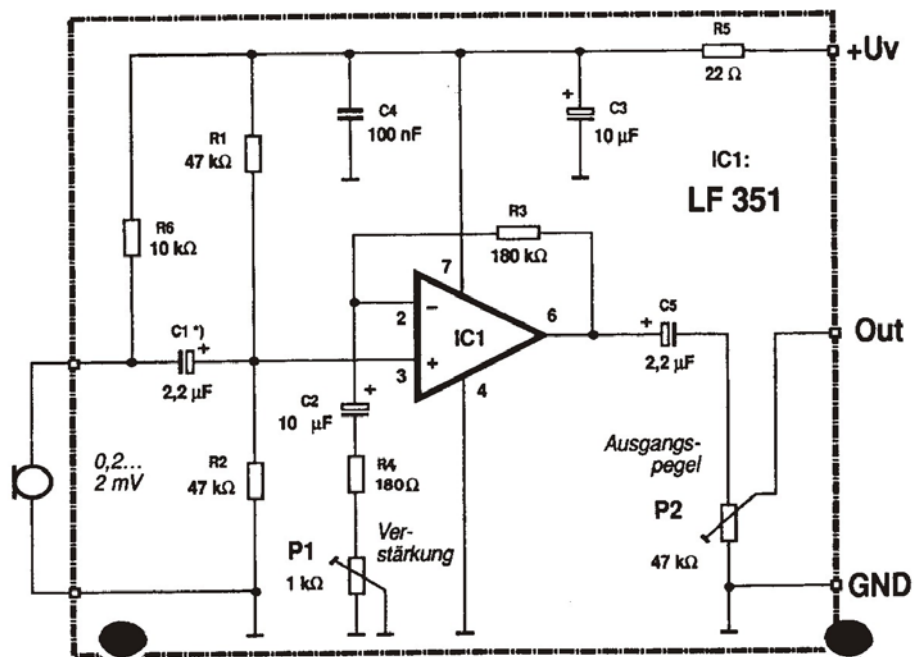 R5
22 Ω
+Uv
C4
100 nF
+
C3
10 µF
R1
47 kΩ
IC1:
LF 351
R6
10 kΩ
R3
180 kΩ
7
2
−
IC1
6
+
3
4
C1 *)
+
2,2 µF
C5
+
2,2 µF
Out
C2
+
10 µF
0,2...
2 mV
R2
47 kΩ
R4
180Ω
Ausgangs-
pegel
P2
47 kΩ
Ver-
stärkung
P1
1 kΩ
GND